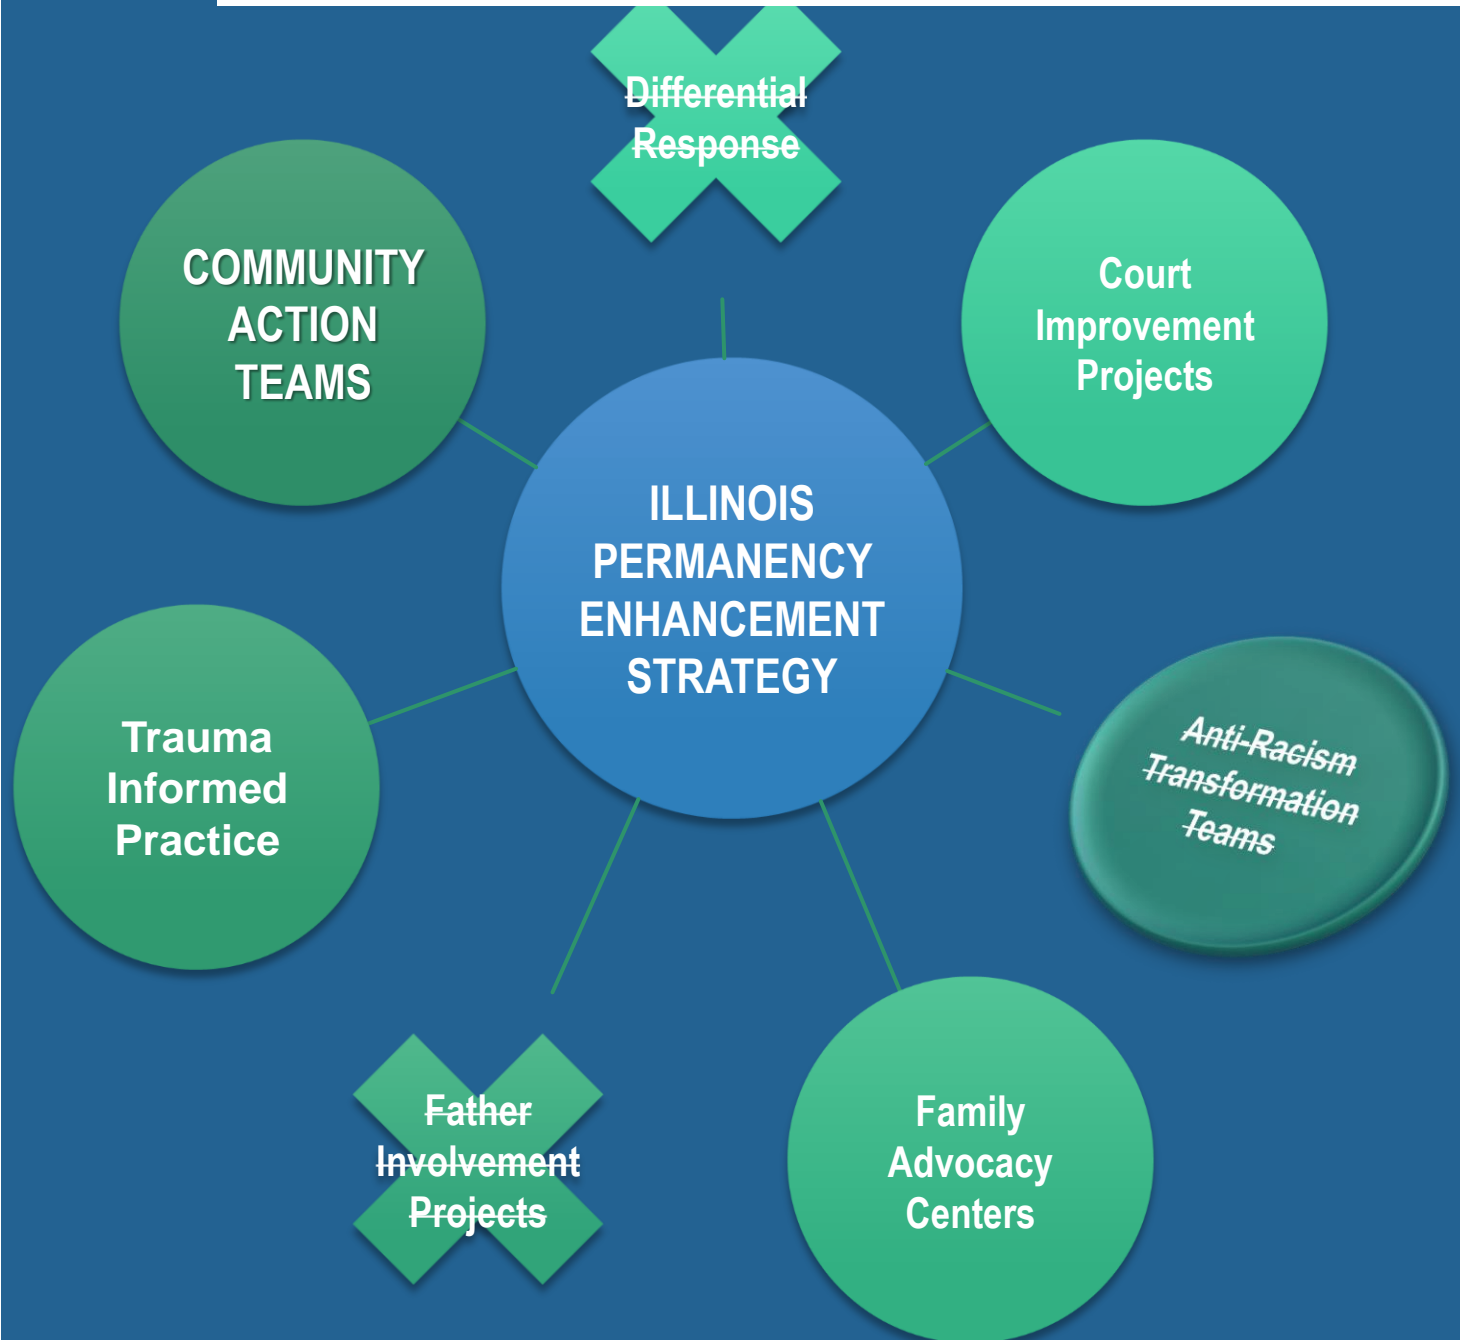 Differential
Response
COMMUNITY
ACTION
TEAMS
Court
Improvement
Projects
ILLINOIS
PERMANENCY
ENHANCEMENT
STRATEGY
Trauma
Informed
Practice
Anti-Racism
Transformation
Teams
Father
Involvement
Projects
Family
Advocacy
Centers